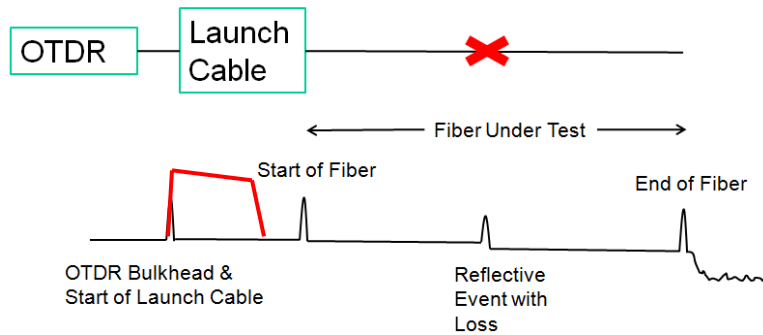 OTDR
Launch
Cable
Fiber Under Test
Start of Fiber
End of Fiber
OTDR Bulkhead &
Start of Launch Cable
Reflective
Event with
Loss